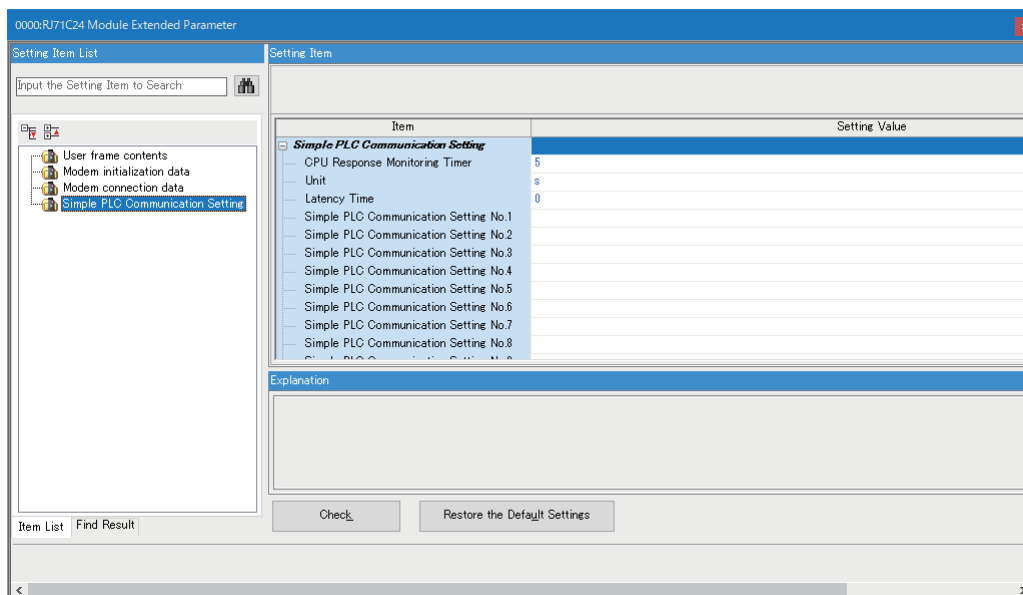 0000:RJ71C24 Module Extended Parameter
Setting Item List
Input the Setting Item to Search
User frame contents
Modem initialization data
Modem connection data
Simple PLC Communication Setting
Item List
Find Result
Setting Item
Item Setting Value
Simple PLC Communication Setting
CPU Response Monitoring Timer 5
Unit s
Latency Time 0
Simple PLC Communication Setting No.1
Simple PLC Communication Setting No.2
Simple PLC Communication Setting No.3
Simple PLC Communication Setting No.4
Simple PLC Communication Setting No.5
Simple PLC Communication Setting No.6
Simple PLC Communication Setting No.7
Simple PLC Communication Setting No.8
Explanation
Check
Restore the Default Settings